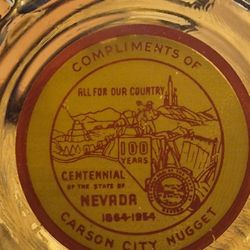 COMPLIMENTS OF
ALL FOR OUR COUNTRY
100
YEARS
CENTENNIAL
OF THE STATE OF
NEVADA
1864-1964
CARSON CITY NUGGET